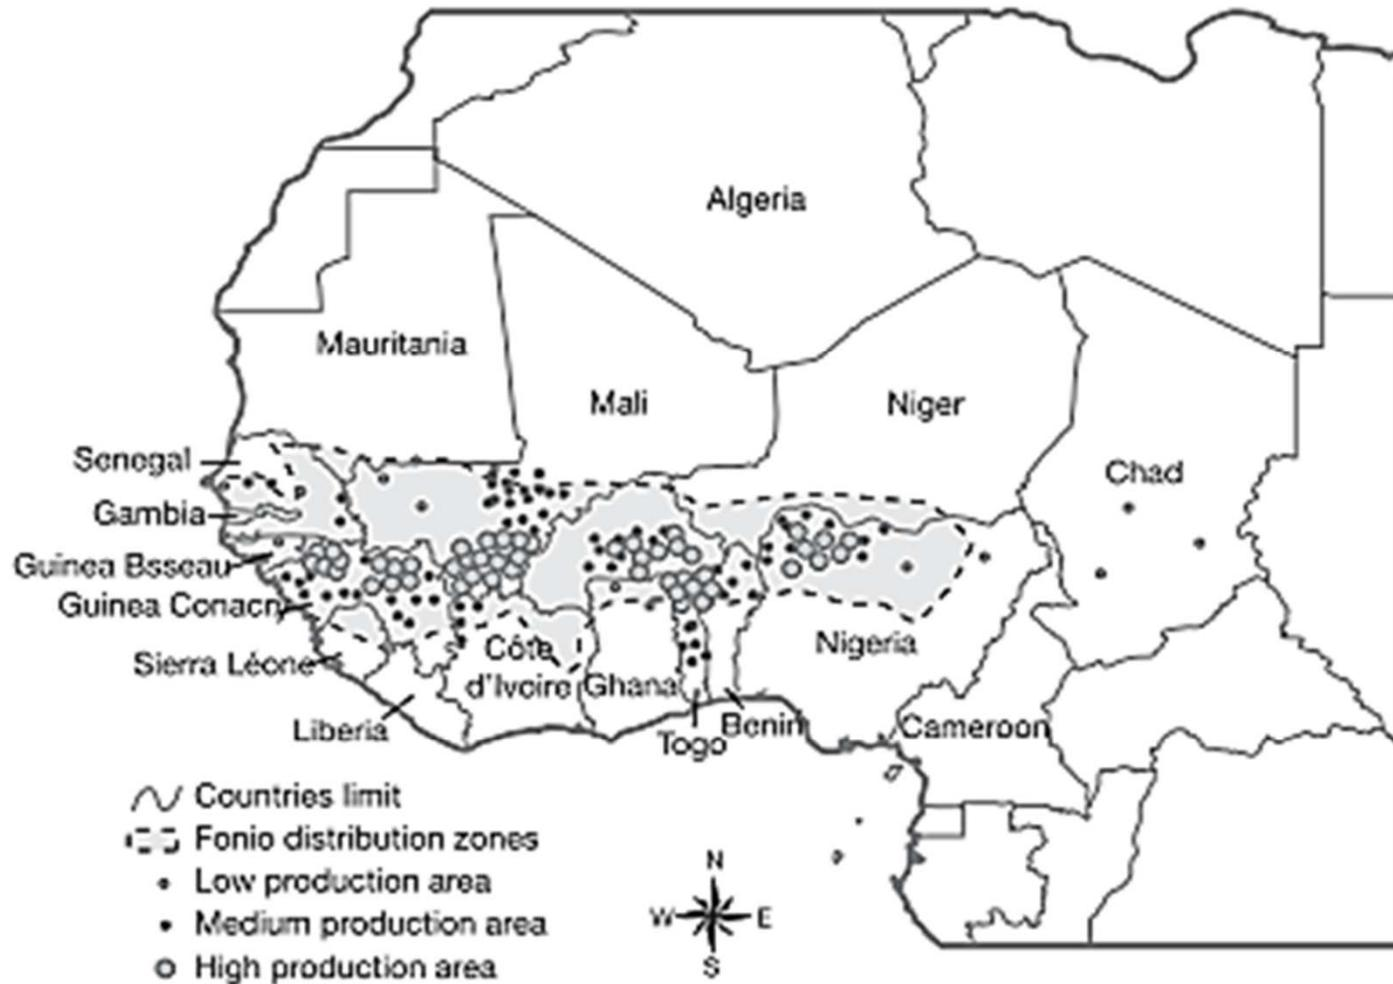 Algeria
Mauritania
Mali
Niger
Chad
Senegal
Gambia
Guinea Bsseau
Guinea Conacri
Sierra Léone
Liberia
Côte
d'Ivoire
Ghana
Togo
Benin
Nigeria
Cameroon
Countries limit
Fonio distribution zones
Low production area
Medium production area
High production area
N
W
E
S